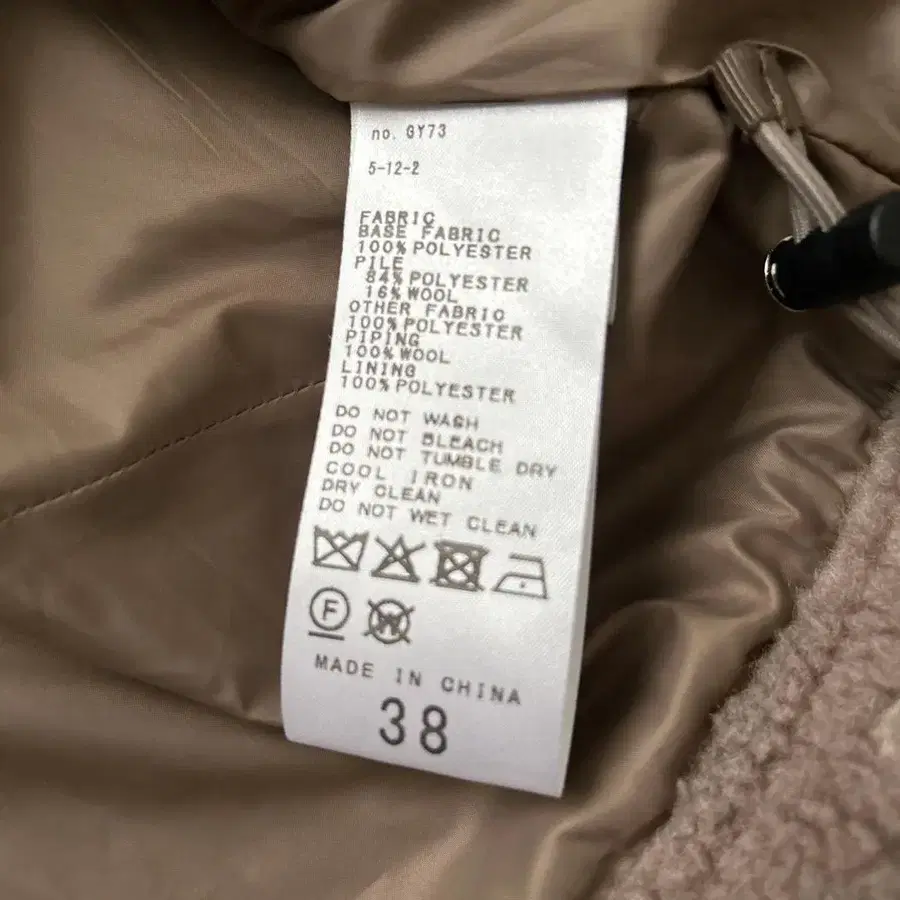 no. GY73
5-12-2
FABRIC
BASE FABRIC
100% POLYESTER
PILE
84% POLYESTER
16% WOOL
OTHER FABRIC
100% POLYESTER
PIPING
100% WOOL
LINING
100% POLYESTER
DO NOT WASH
DO NOT BLEACH
DO NOT TUMBLE DRY
COOL IRON
DRY CLEAN
DO NOT WET CLEAN
F W
MADE IN CHINA
38